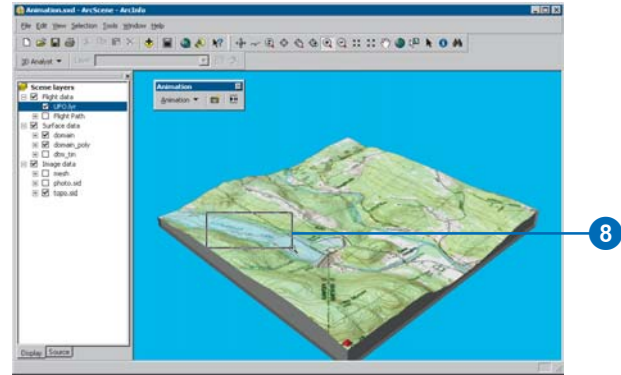 Animation.sxd - ArcScene - ArcInfo
File Edit View Selection Tools Window Help
3D Analyst Layer
Animation
Animation
Scene layers
Flight data
UFO.lyr
Flight Path
Surface data
domain
domain_poly
dbm_tin
Image data
mesh
photo.sid
topo.sid
8
Display Source